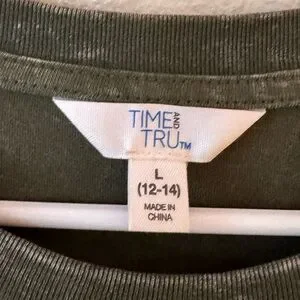 TIME AND
TRU™
L
(12-14)
MADE IN
CHINA